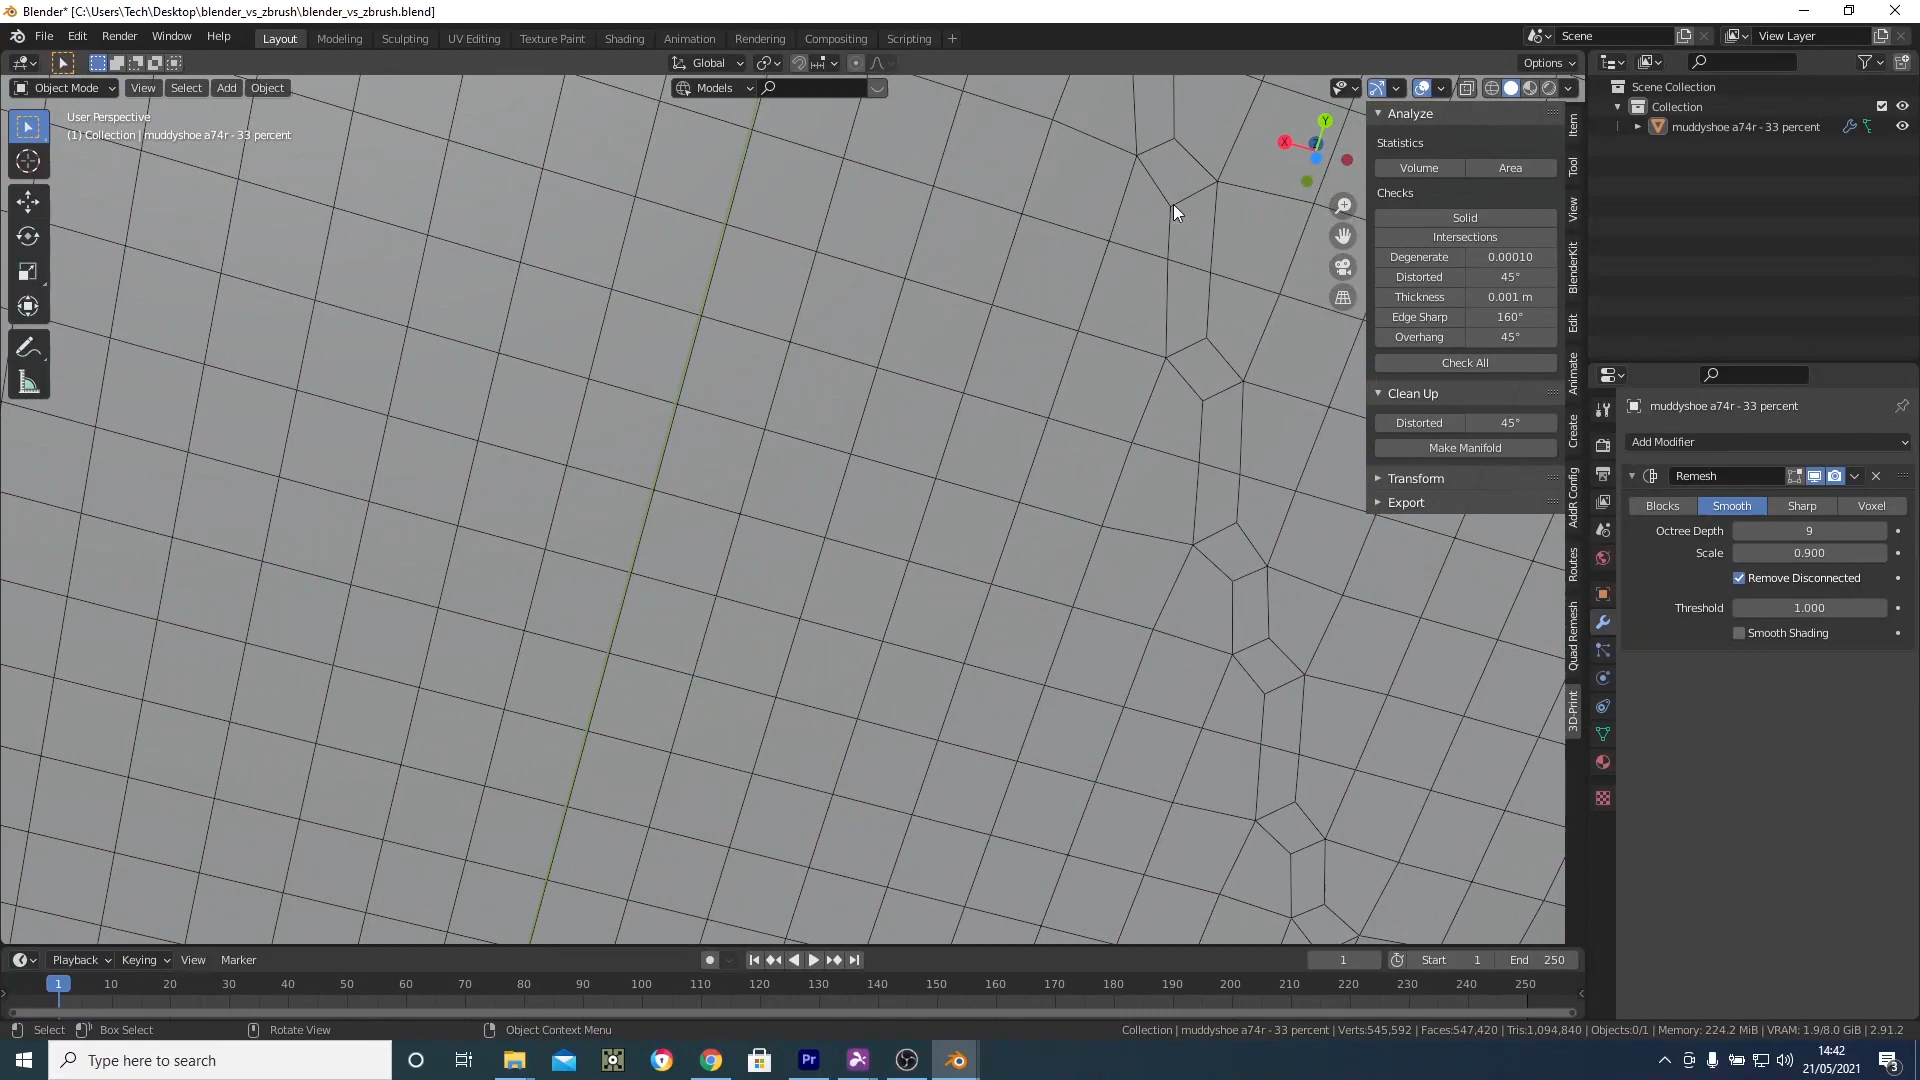 Blender* [C:\Users\Tech\Desktop\blender_vs_zbrush\blender_vs_zbrush.blend]
File Edit Render Window Help
Layout Modeling Sculpting UV Editing Texture Paint Shading Animation Rendering Compositing Scripting +
Scene
View Layer
Global
Options
Object Mode View Select Add Object
Models
User Perspective
(1) Collection | muddyshoe a74r - 33 percent
X
Y
Analyze
Statistics
Volume Area
Checks
Solid
Intersections
Degenerate 0.00010
Distorted 45°
Thickness 0.001 m
Edge Sharp 160°
Overhang 45°
Check All
Clean Up
Distorted 45°
Make Manifold
Transform
Export
Item
Tool
View
BlenderKit
Edit
Animate
Create
AddR Config
Routes
Quad Remesh
3D-Print
Scene Collection
Collection
muddyshoe a74r - 33 percent
muddyshoe a74r - 33 percent
Add Modifier
Remesh
Blocks Smooth Sharp Voxel
Octree Depth 9
Scale 0.900
Remove Disconnected
Threshold 1.000
Smooth Shading
Playback Keying View Marker
1 Start 1 End 250
1 10 20 30 40 50 60 70 80 90 100 110 120 130 140 150 160 170 180 190 200 210 220 230 240 250
Select Box Select Rotate View Object Context Menu
Collection | muddyshoe a74r - 33 percent | Verts:545,592 | Faces:547,420 | Tris:1,094,840 | Objects:0/1 | Memory: 224.2 MiB | VRAM: 1.9/8.0 GiB | 2.91.2
Type here to search
Pr
14:42
21/05/2021
3